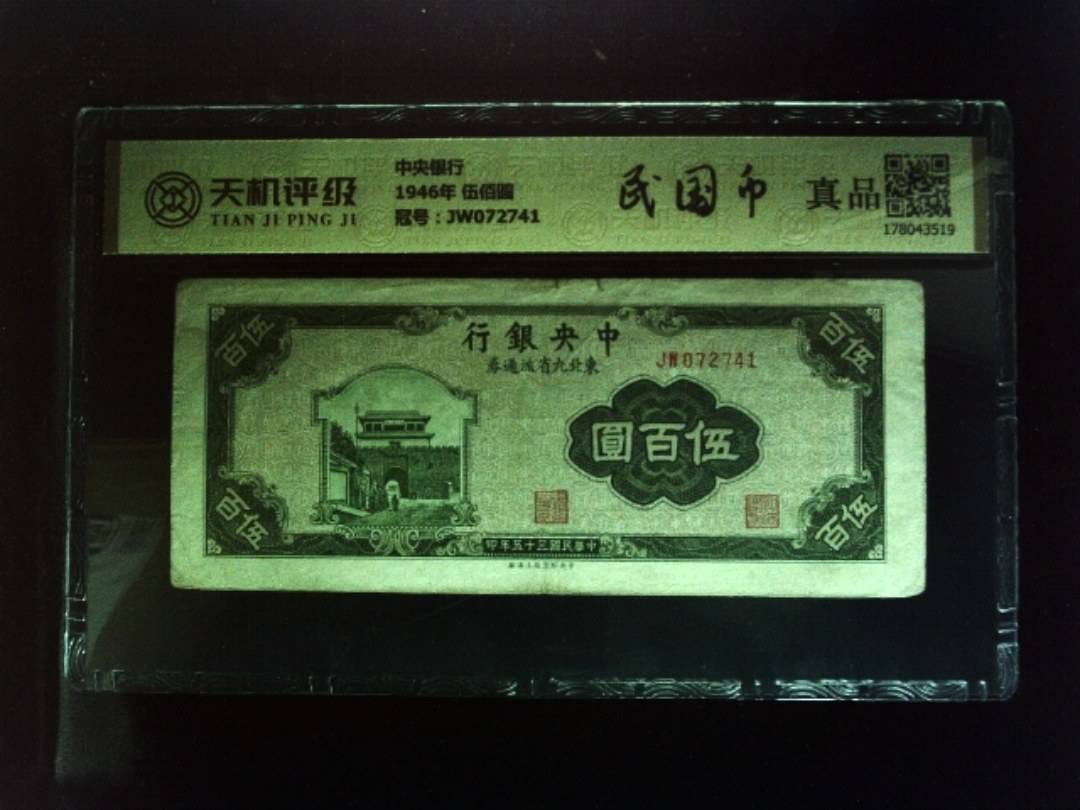 天机评级
TIAN JI PING JI
中央银行
1946年 伍佰圆
冠号：JW072741
民国币
真品
178043519
百伍
百伍
行銀央中
券通流省九北東
JW072741
圓百伍
百伍
百伍
印年五十三國民華中